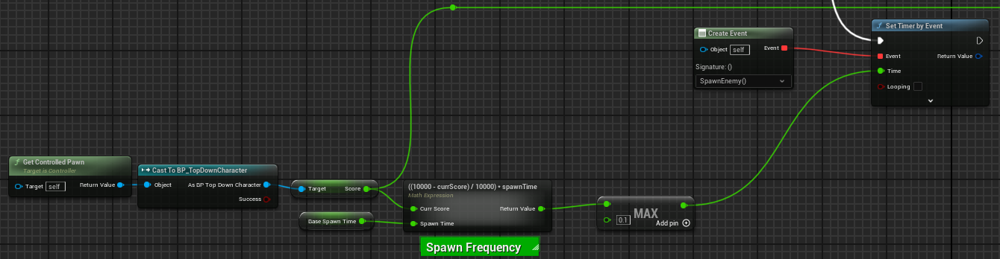 Create Event
Object self Event
Signature: ()
SpawnEnemy()
Set Timer by Event
Event Return Value
Time
Looping
Get Controlled Pawn
Target is Controller
Target self Return Value
Cast To BP_TopDownCharacter
Object As BP Top Down Character
Success
Target Score
Base Spawn Time
((10000 - currScore) / 10000) * spawnTime
Math Expression
Curr Score Return Value
Spawn Time
0.1 MAX
Add pin
Spawn Frequency